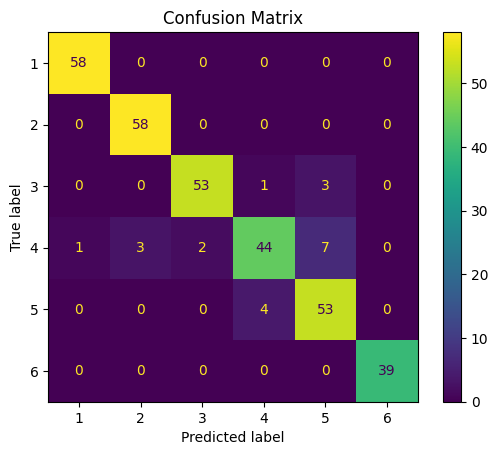 Confusion Matrix
1 58 0 0 0 0 0
2 0 58 0 0 0 0
3 0 0 53 1 3 0
4 1 3 2 44 7 0
5 0 0 0 4 53 0
6 0 0 0 0 0 39
1 2 3 4 5 6
Predicted label
True label
50
40
30
20
10
0